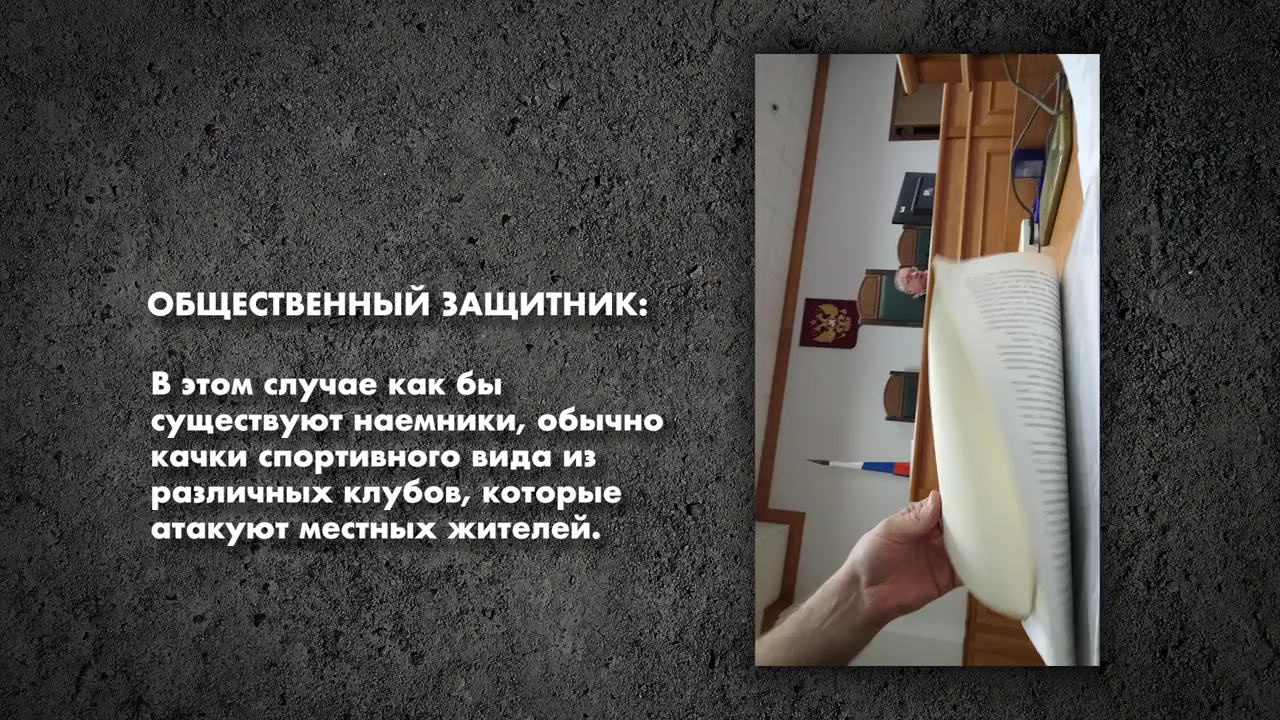 ОБЩЕСТВЕННЫЙ ЗАЩИТНИК:
В этом случае как бы
существуют наемники, обычно
качки спортивного вида из
различных клубов, которые
атакуют местных жителей.